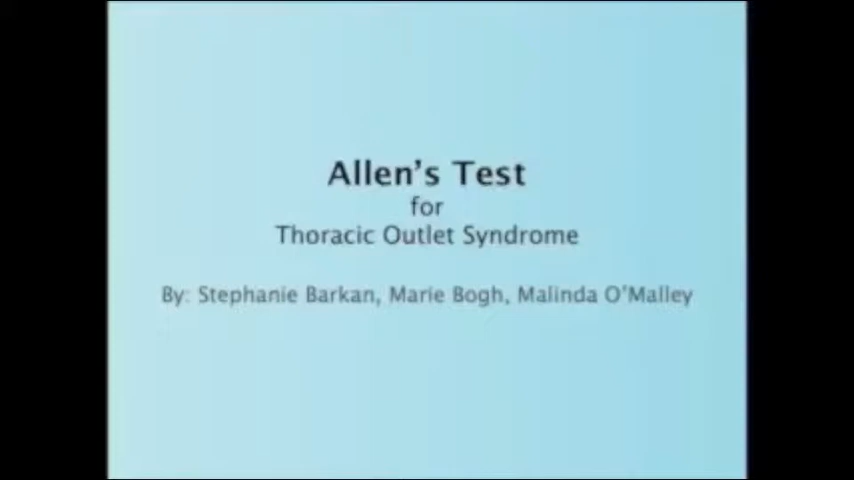 Allen's Test
for
Thoracic Outlet Syndrome
By: Stephanie Barkan, Marie Bogh, Malinda O'Malley